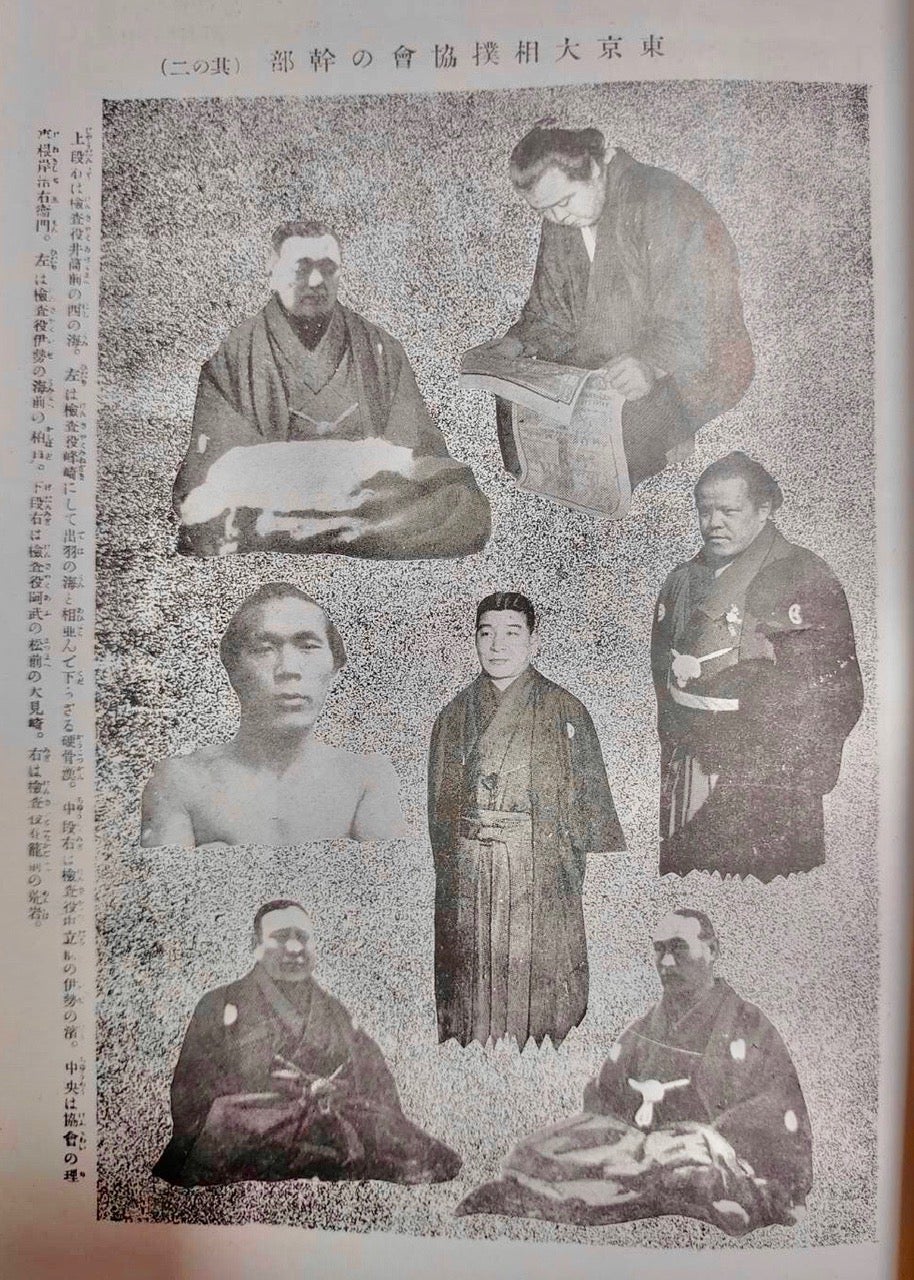 東京大相撲協會の幹部 (其の二)
上段右は檢査役井筒前の西の海。左は檢査役峰崎にして出羽の海と相並んで下らざる硬骨漢。中段右は檢査役中立前の伊勢の濱。中央は協會の理
事根岸治右衛門。左は檢査役伊勢の海前の柏戸。下段右は檢査役阿武の松前の大見崎。右は檢査役 前の 岩。